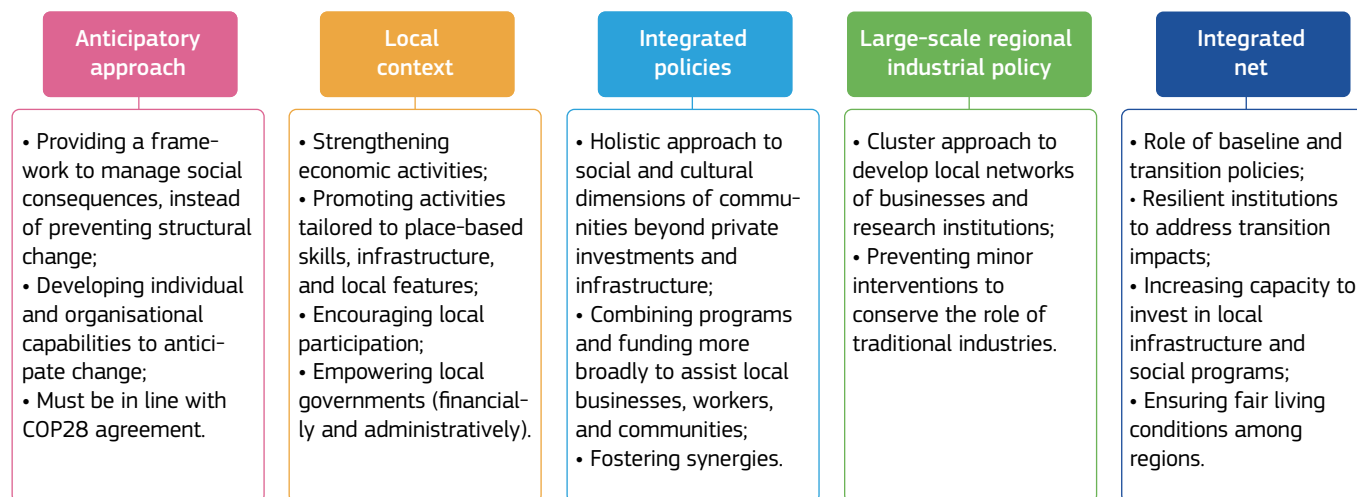 Anticipatory
approach
• Providing a frame-
work to manage social
consequences, instead
of preventing structural
change;
• Developing individual
and organisational
capabilities to antici-
pate change;
• Must be in line with
COP28 agreement.
Local
context
• Strengthening
economic activities;
• Promoting activities
tailored to place-based
skills, infrastructure,
and local features;
• Encouraging local
participation;
• Empowering local
governments (financial-
ly and administratively).
Integrated
policies
• Holistic approach to
social and cultural
dimensions of commu-
nities beyond private
investments and
infrastructure;
• Combining programs
and funding more
broadly to assist local
businesses, workers,
and communities;
• Fostering synergies.
Large-scale regional
industrial policy
• Cluster approach to
develop local networks
of businesses and
research institutions;
• Preventing minor
interventions to
conserve the role of
traditional industries.
Integrated
net
• Role of baseline and
transition policies;
• Resilient institutions
to address transition
impacts;
• Increasing capacity to
invest in local
infrastructure and
social programs;
• Ensuring fair living
conditions among
regions.